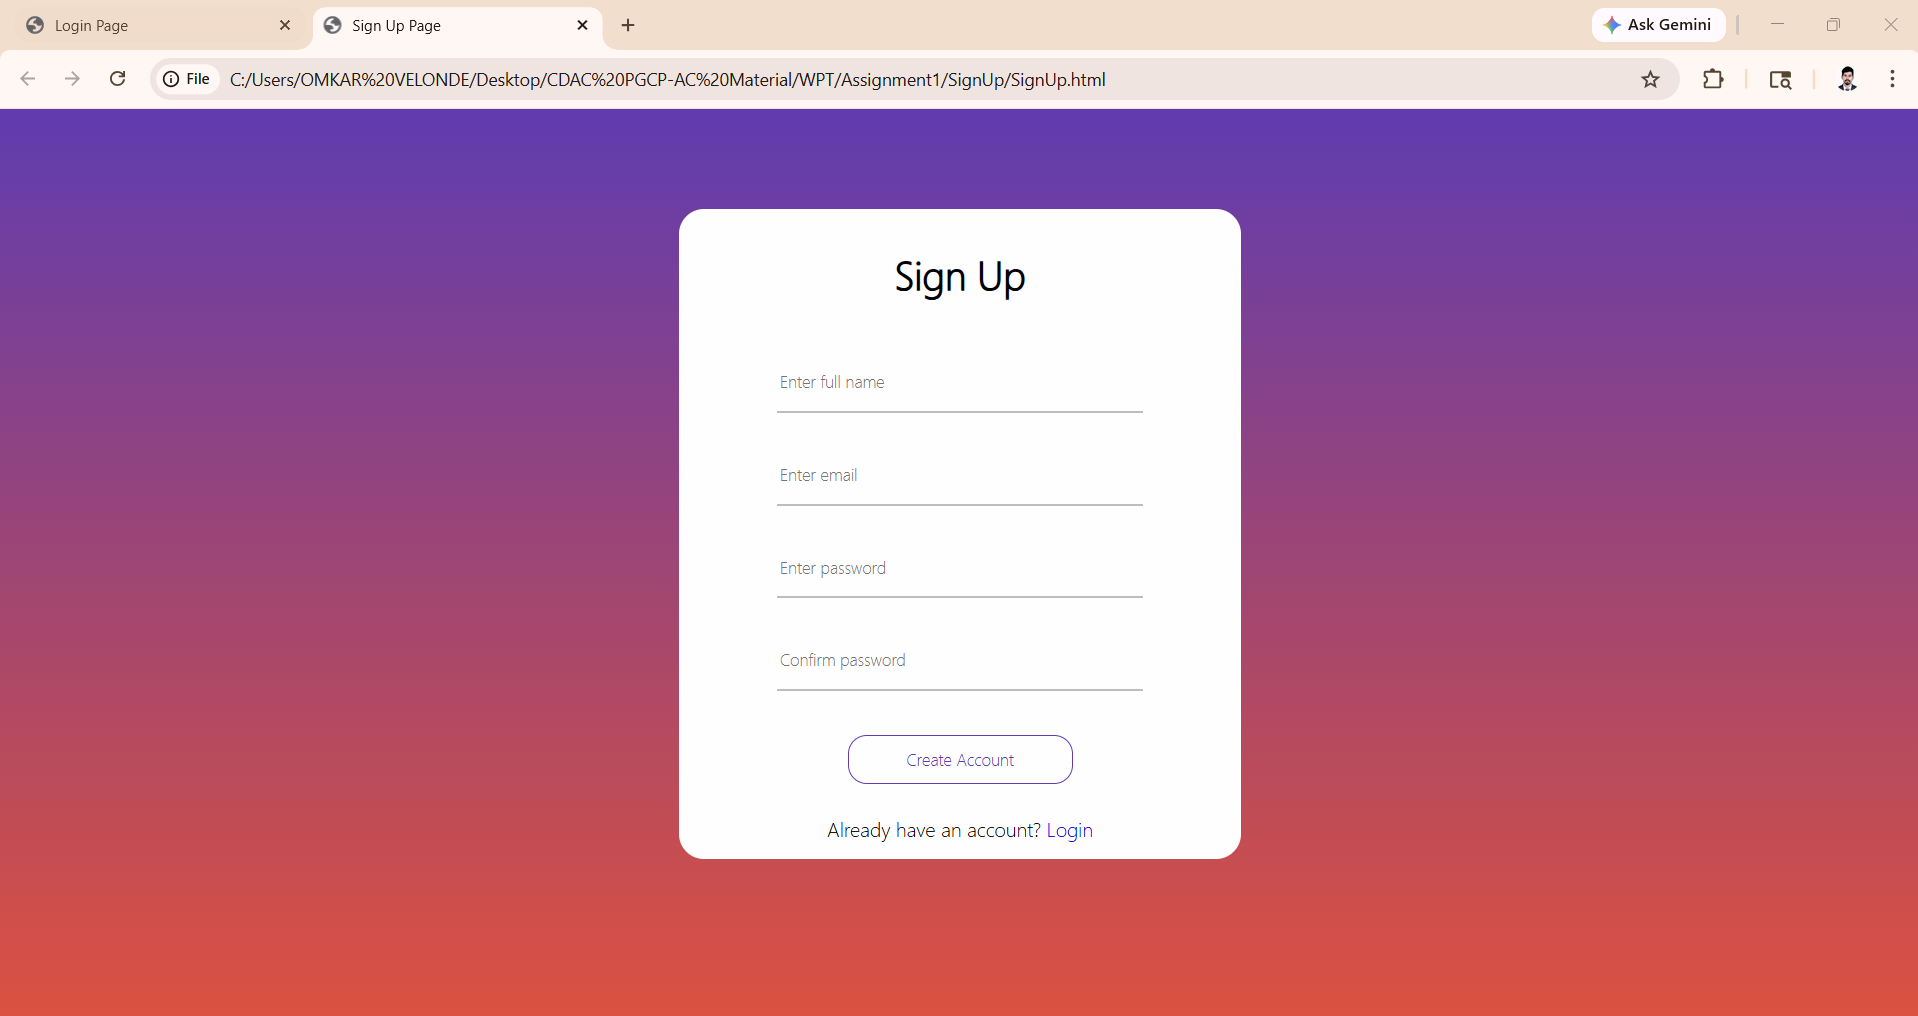 Login Page
Sign Up Page
Ask Gemini
File
C:/Users/OMKAR%20VELONDE/Desktop/CDAC%20PGCP-AC%20Material/WPT/Assignment1/SignUp/SignUp.html
Sign Up
Enter full name
Enter email
Enter password
Confirm password
Create Account
Already have an account? Login